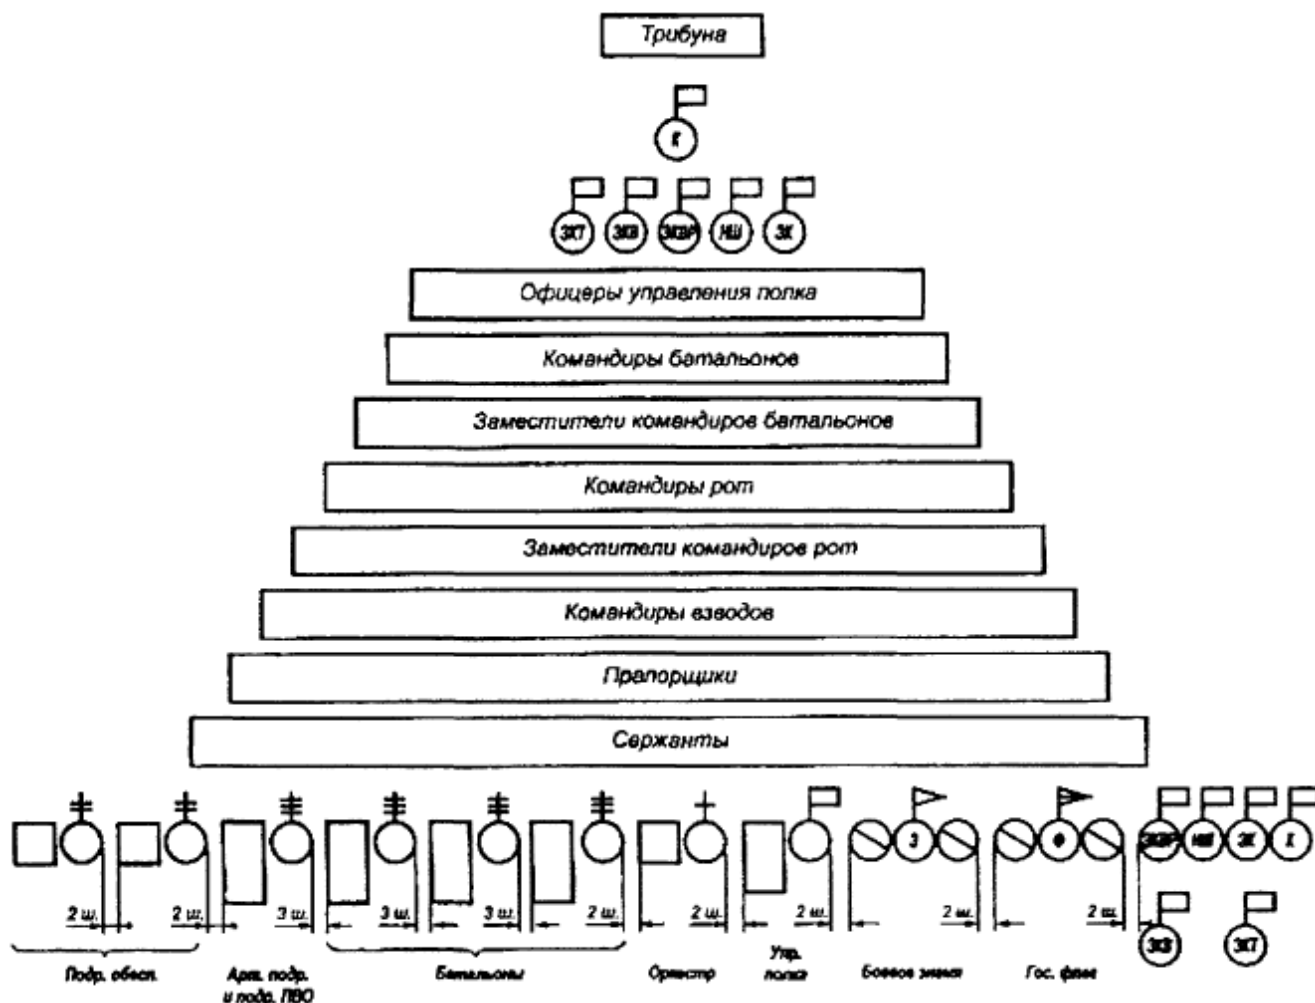 Трибуна
К
ЗКТ ЗКВ ЗКВР НШ ЗК
Офицеры управления полка
Командиры батальонов
Заместители командиров батальонов
Командиры рот
Заместители командиров рот
Командиры взводов
Прапорщики
Сержанты
З Ф ЗКВР НШ ЗК К
2 ш. 2 ш. 3 ш. 3 ш. 3 ш. 2 ш. 2 ш. 2 ш. 2 ш. 2 ш.
ЗКВ ЗКТ
Подр. обесп. Арт. подр. и подр. ПВО Батальоны Оркестр Упр. полка Боевое знамя Гос. флаг